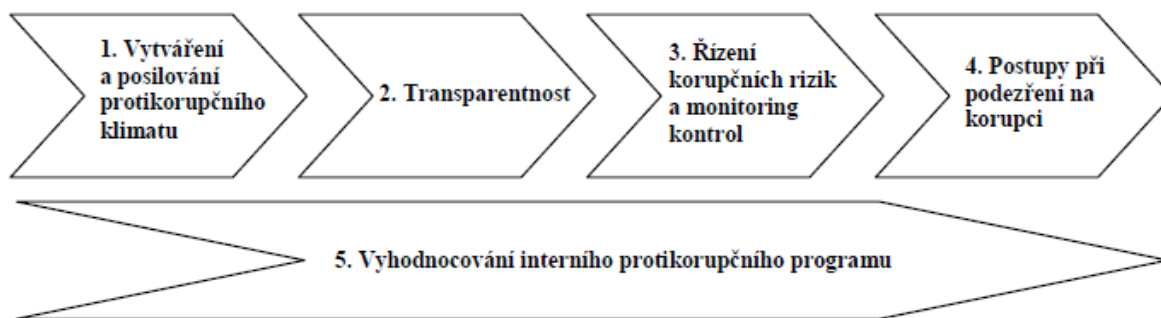 1. Vytváření
a posilování
protikorupčního
klimatu
2. Transparentnost
3. Řízení
korupčních rizik
a monitoring
kontrol
4. Postupy při
podezření na
korupci
5. Vyhodnocování interního protikorupčního programu